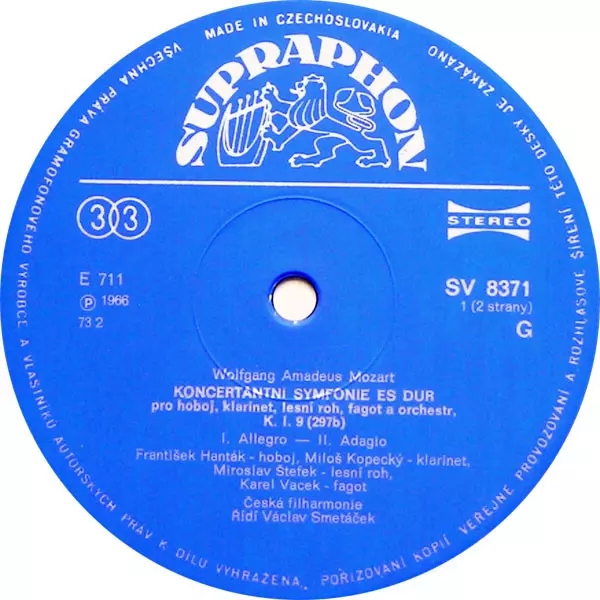 MADE IN CZECHOSLOVAKIA
SUPRAPHON
VŠECHNA PRÁVA GRAMOFONOVÉHO VÝROBCE A VLASTNÍKŮ AUTORSKÝCH PRÁV K DÍLU VYHRAŽENA. POŘIZOVÁNÍ KOPIÍ VEŘEJNÉ PROVOZOVÁNÍ A ROZHLASOVÉ ŠÍŘENÍ TÉTO DESKY JE ZAKÁZÁNO
33
STEREO
E 711
SV 8371
℗ 1966
1 (2 strany)
73 2
G
Wolfgang Amadeus Mozart
KONCERTANTNÍ SYMFONIE ES DUR
pro hoboj, klarinet, lesní roh, fagot a orchestr,
K. I. 9 (297b)
I. Allegro — II. Adagio
František Hanták - hoboj, Miloš Kopecký - klarinet,
Miroslav Štefek - lesní roh,
Karel Vacek - fagot
Česká filharmonie
Řídí Václav Smetáček